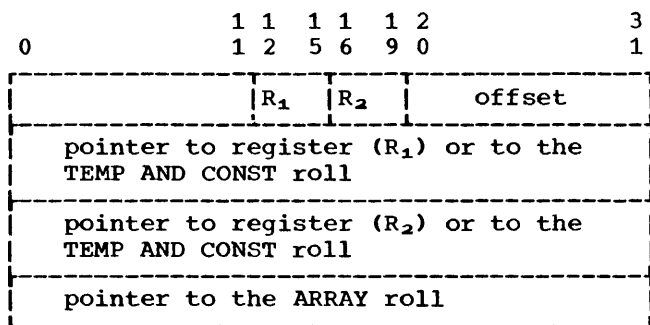 1 1 1 1 1 2 3
0 1 2 5 6 9 0 1
R₁ R₂ offset
pointer to register (R₁) or to the
TEMP AND CONST roll
pointer to register (R₂) or to the
TEMP AND CONST roll
pointer to the ARRAY roll